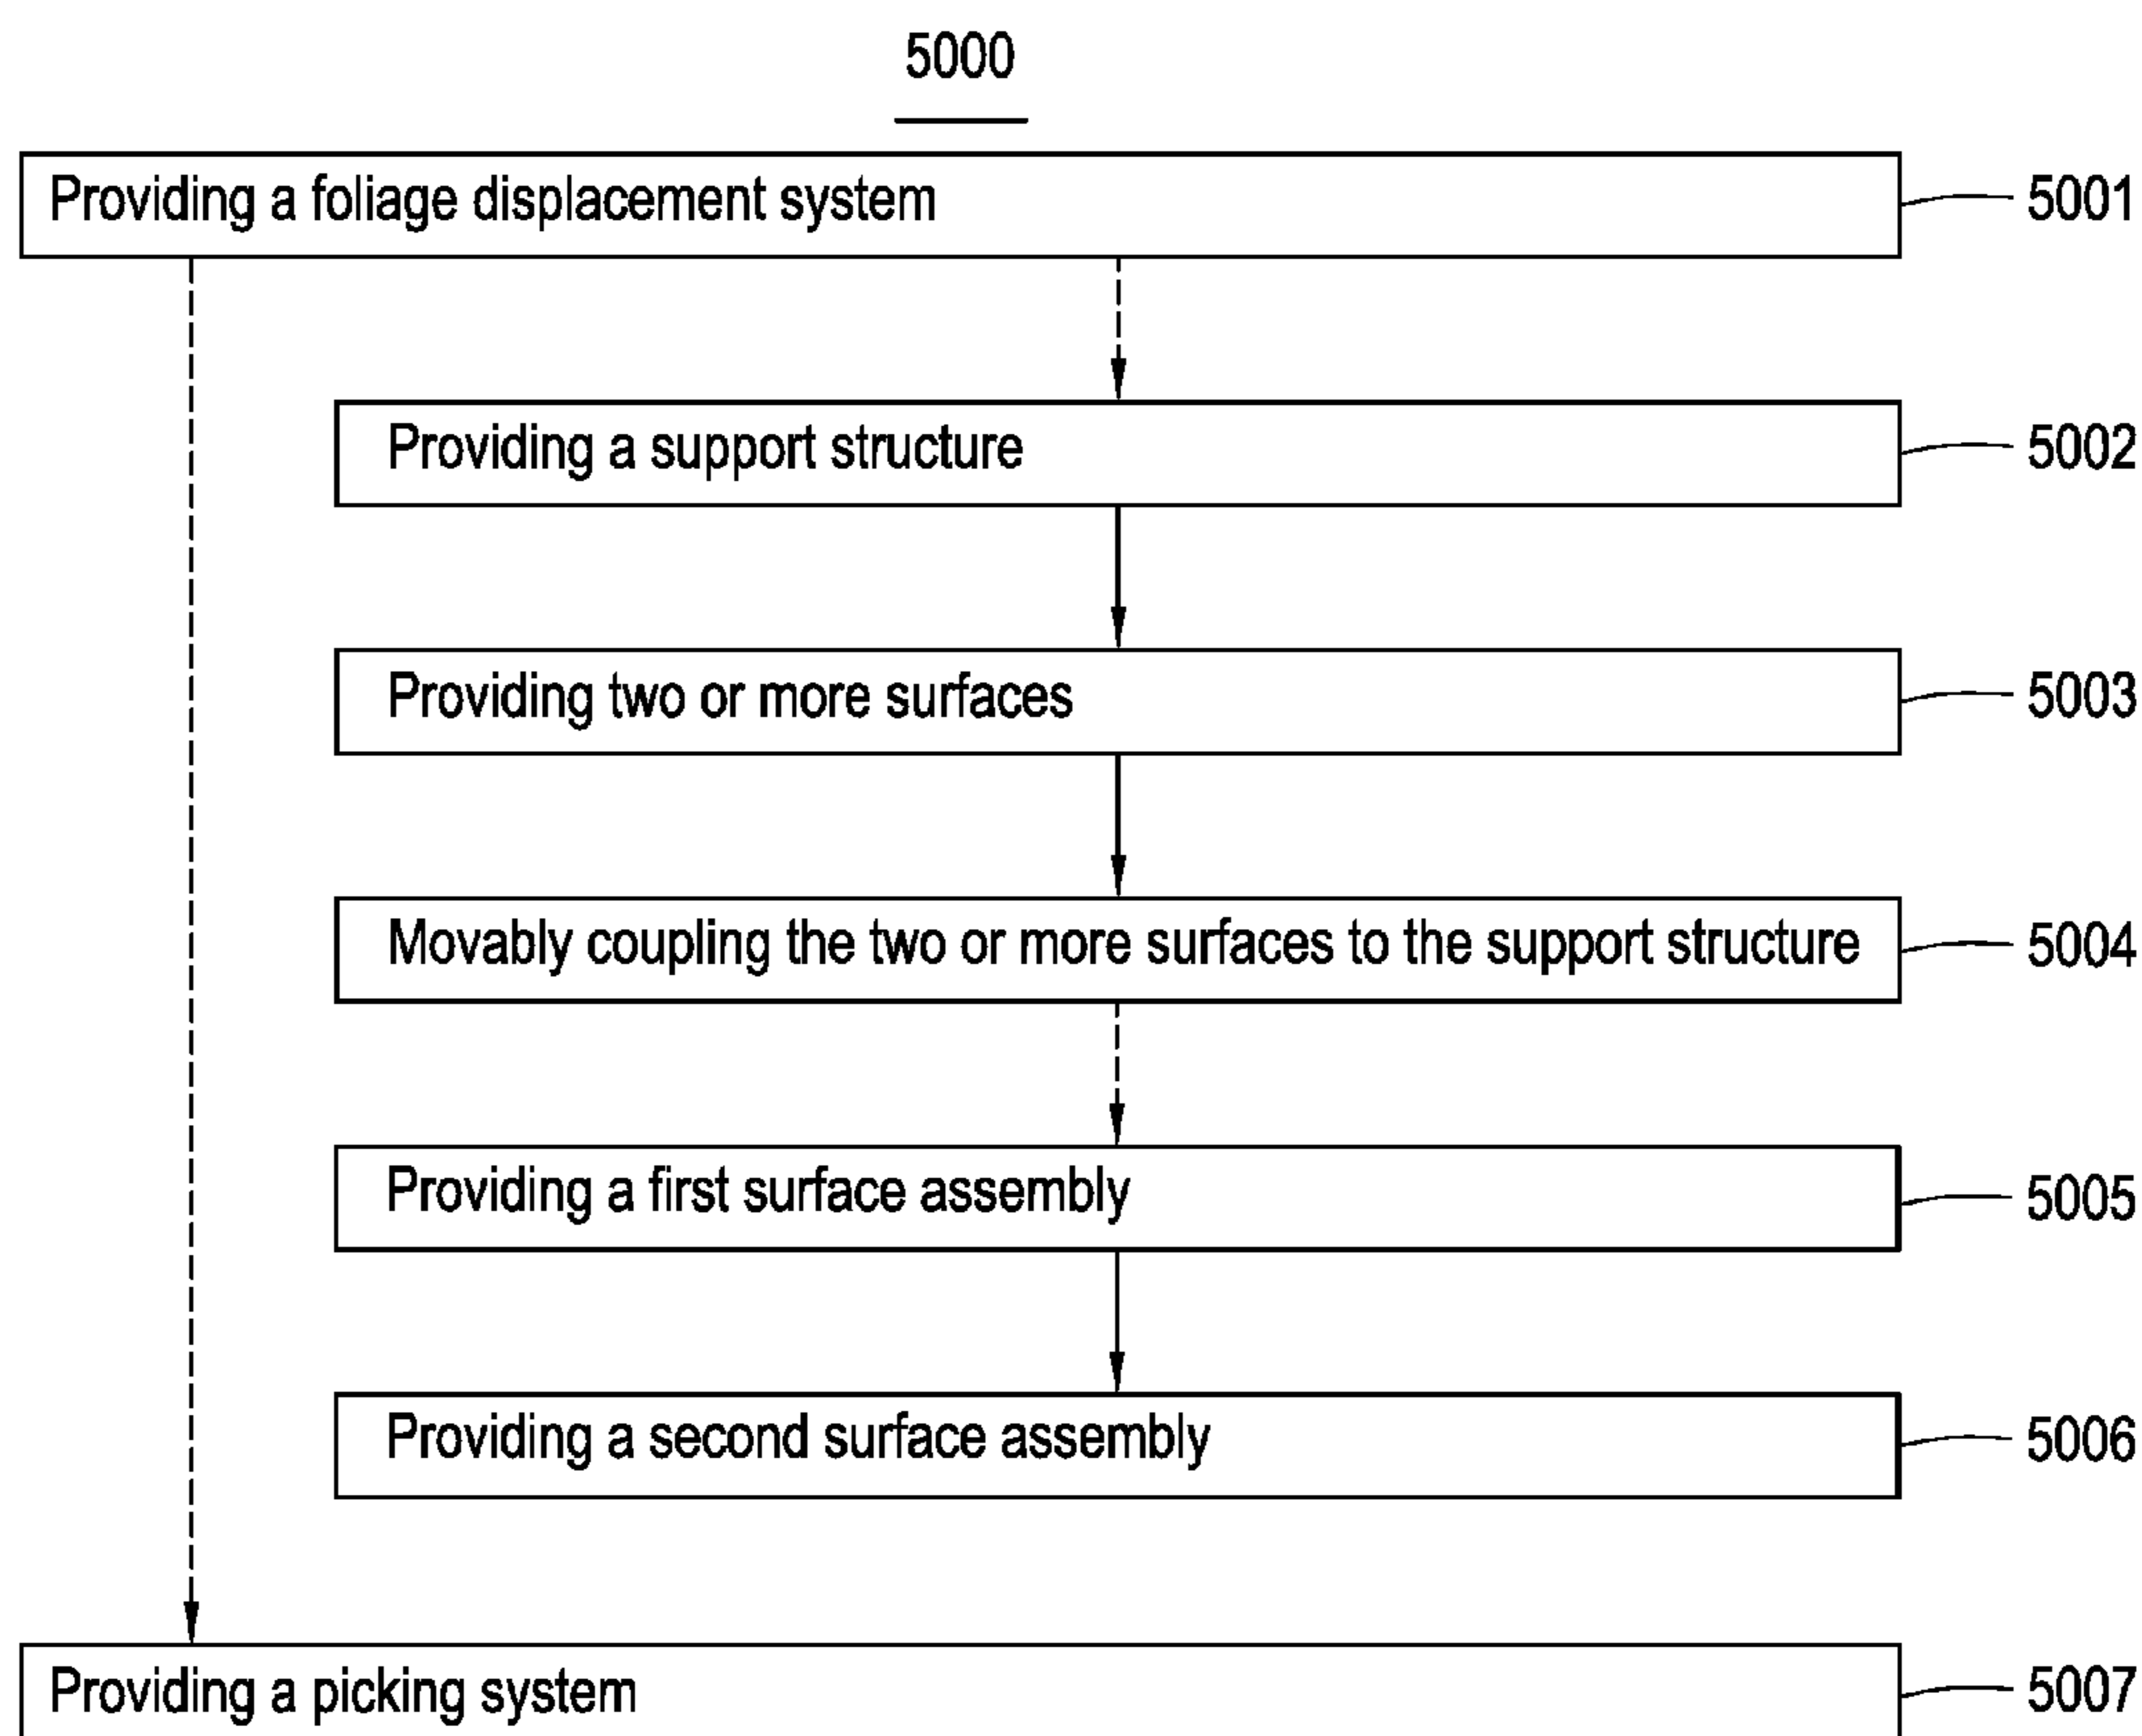 5000
Providing a foliage displacement system 5001
Providing a support structure 5002
Providing two or more surfaces 5003
Movably coupling the two or more surfaces to the support structure 5004
Providing a first surface assembly 5005
Providing a second surface assembly 5006
Providing a picking system 5007